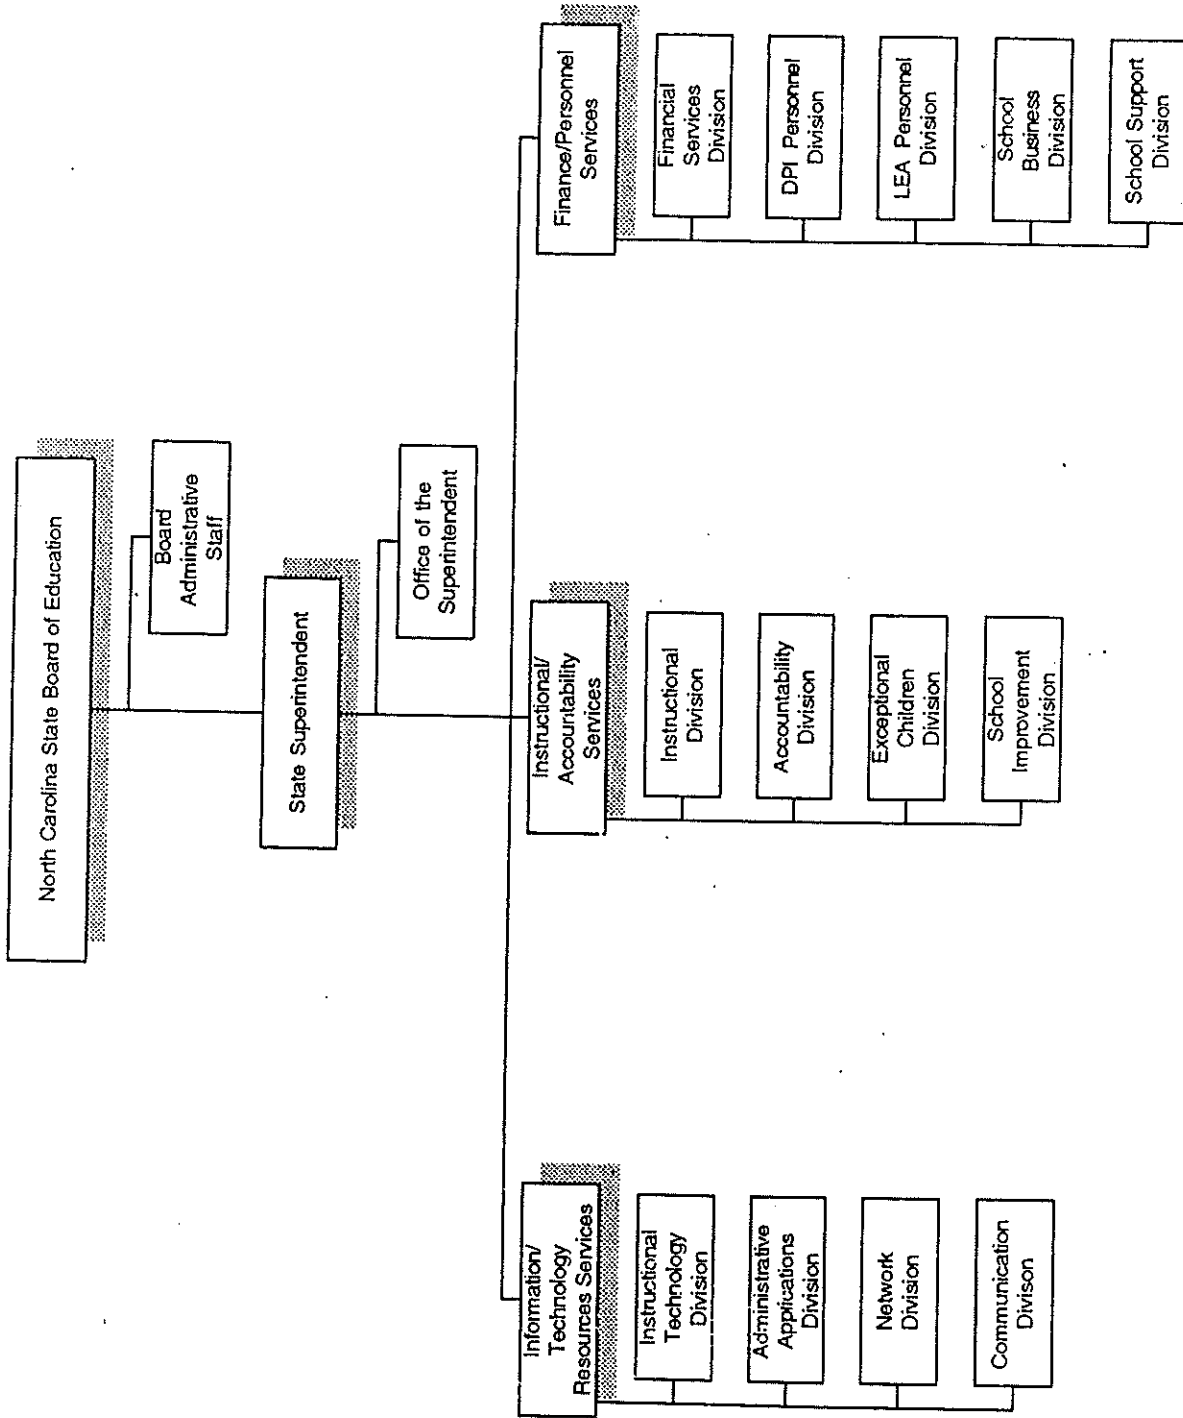 North Carolina State Board of Education
Board
Administrative
Staff
State Superintendent
Office of the
Superintendent
Information/
Technology
Resources Services
Instructional
Technology
Division
Administrative
Applications
Division
Network
Division
Communication
Divison
Instructional/
Accountability
Services
Instructional
Division
Accountability
Division
Exceptional
Children
Division
School
Improvement
Division
Finance/Personnel
Services
Financial
Services
Division
DPI Personnel
Division
LEA Personnel
Division
School
Business
Division
School Support
Division